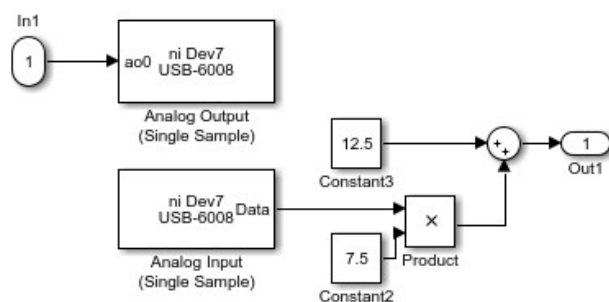 In1
1
ao0
ni Dev7
USB-6008
Analog Output
(Single Sample)
12.5
Constant3
+
+
1
Out1
ni Dev7
USB-6008
Data
Analog Input
(Single Sample)
×
Product
7.5
Constant2